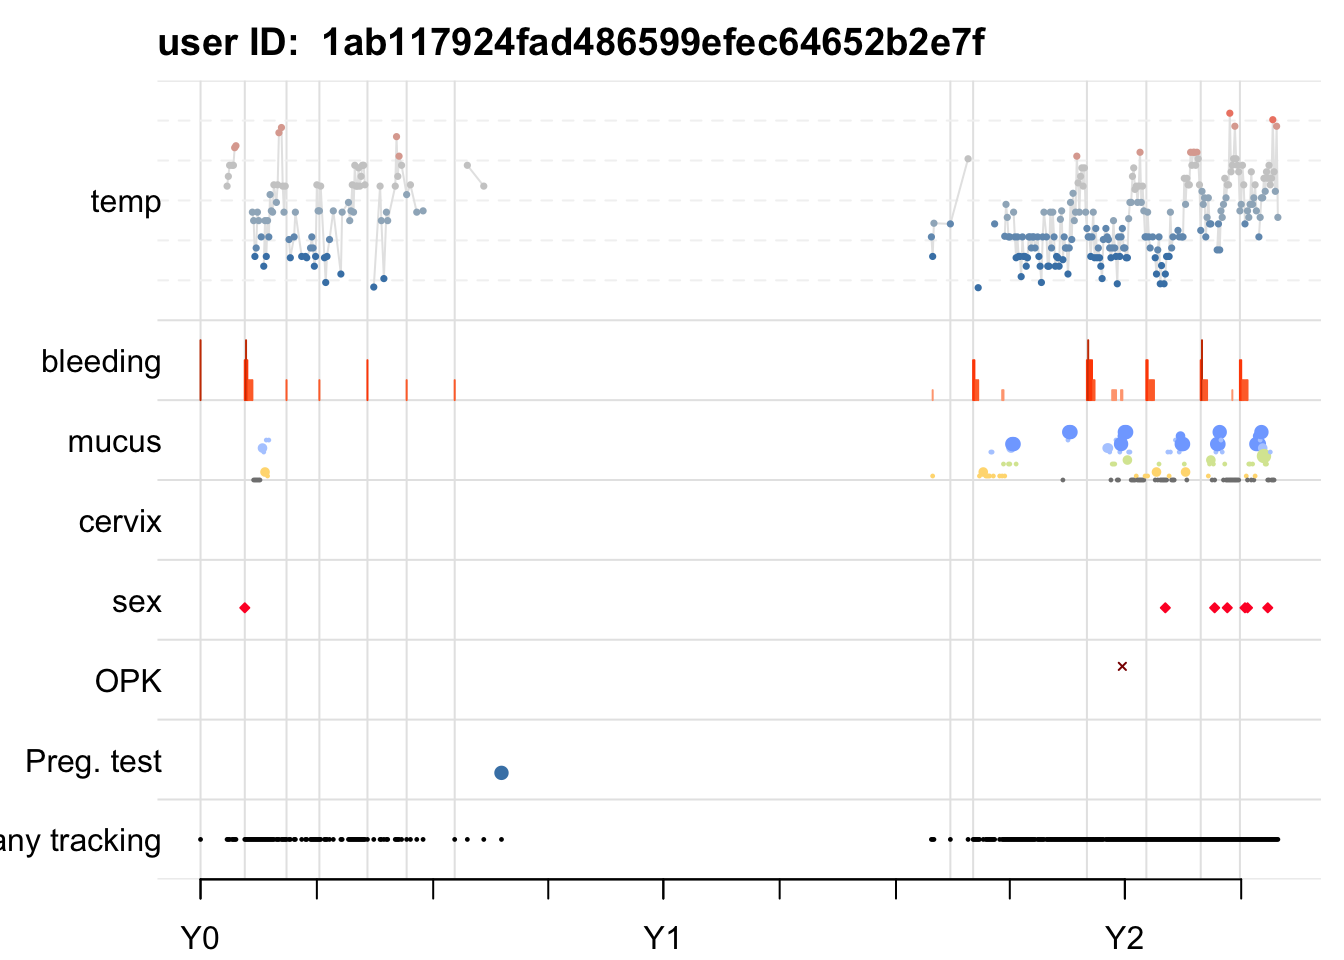 user ID:  1ab117924fad486599efec64652b2e7f
temp
bleeding
mucus
cervix
sex
OPK
Preg. test
any tracking
Y0 Y1 Y2